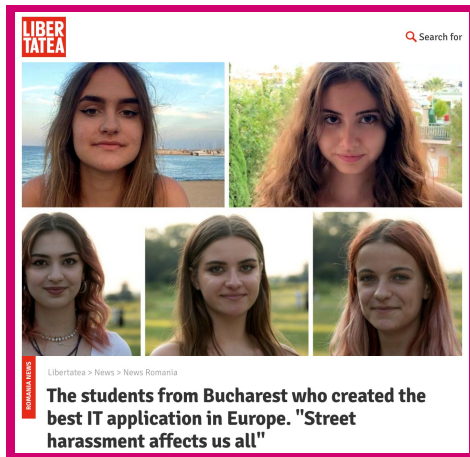 LIBER
TATEA
Search for
ROMANIA NEWS
Libertatea > News > News Romania
The students from Bucharest who created the
best IT application in Europe. "Street
harassment affects us all"